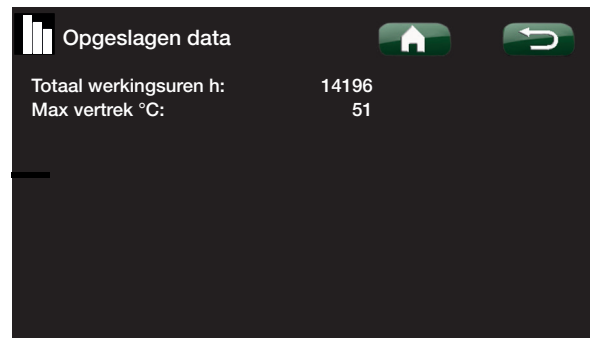 Opgeslagen data
Totaal werkingsuren h: 14196
Max vertrek °C: 51